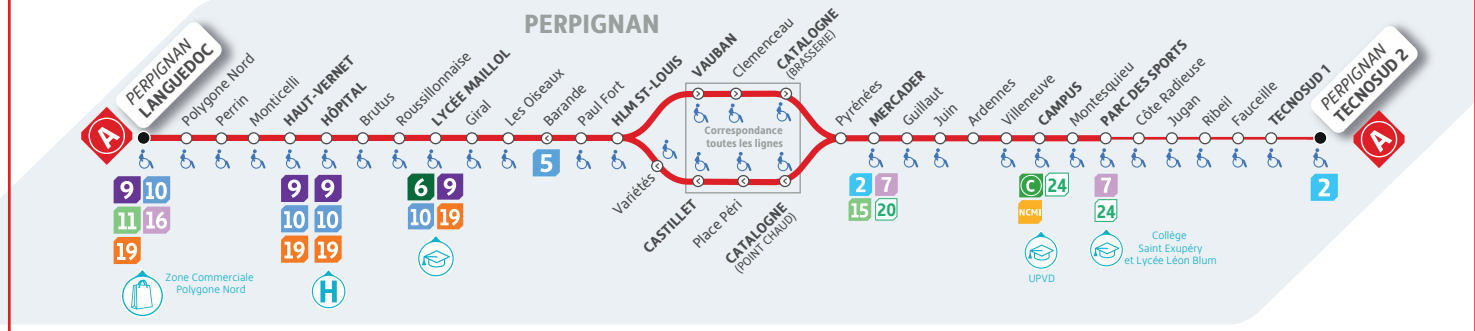 PERPIGNAN
A
PERPIGNAN
LANGUEDOC
Polygone Nord
Perrin
Monticelli
HAUT-VERNET
HÔPITAL
Brutus
Roussillonnaise
LYCÉE MAILLOL
Giral
Les Oiseaux
Barande
Paul Fort
HLM ST-LOUIS
VAUBAN
Clemenceau
CATALOGNE
(BRASSERIE)
Correspondance
toutes les lignes
Variétés
CASTILLET
Place Péri
CATALOGNE
(POINT CHAUD)
Pyrénées
MERCADER
Guillaut
Juin
Ardennes
Villeneuve
CAMPUS
Montesquieu
PARC DES SPORTS
Côte Radieuse
Jugan
Ribeil
Fauceille
TECNOSUD 1
PERPIGNAN
TECNOSUD 2
A
9 10
11 16
19
Zone Commerciale
Polygone Nord
9 9
10 10
19 19
H
6 9
10 19
5
2 7
15 20
C 24
NCMI
UPVD
7
24
Collège
Saint Exupéry
et Lycée Léon Blum
2